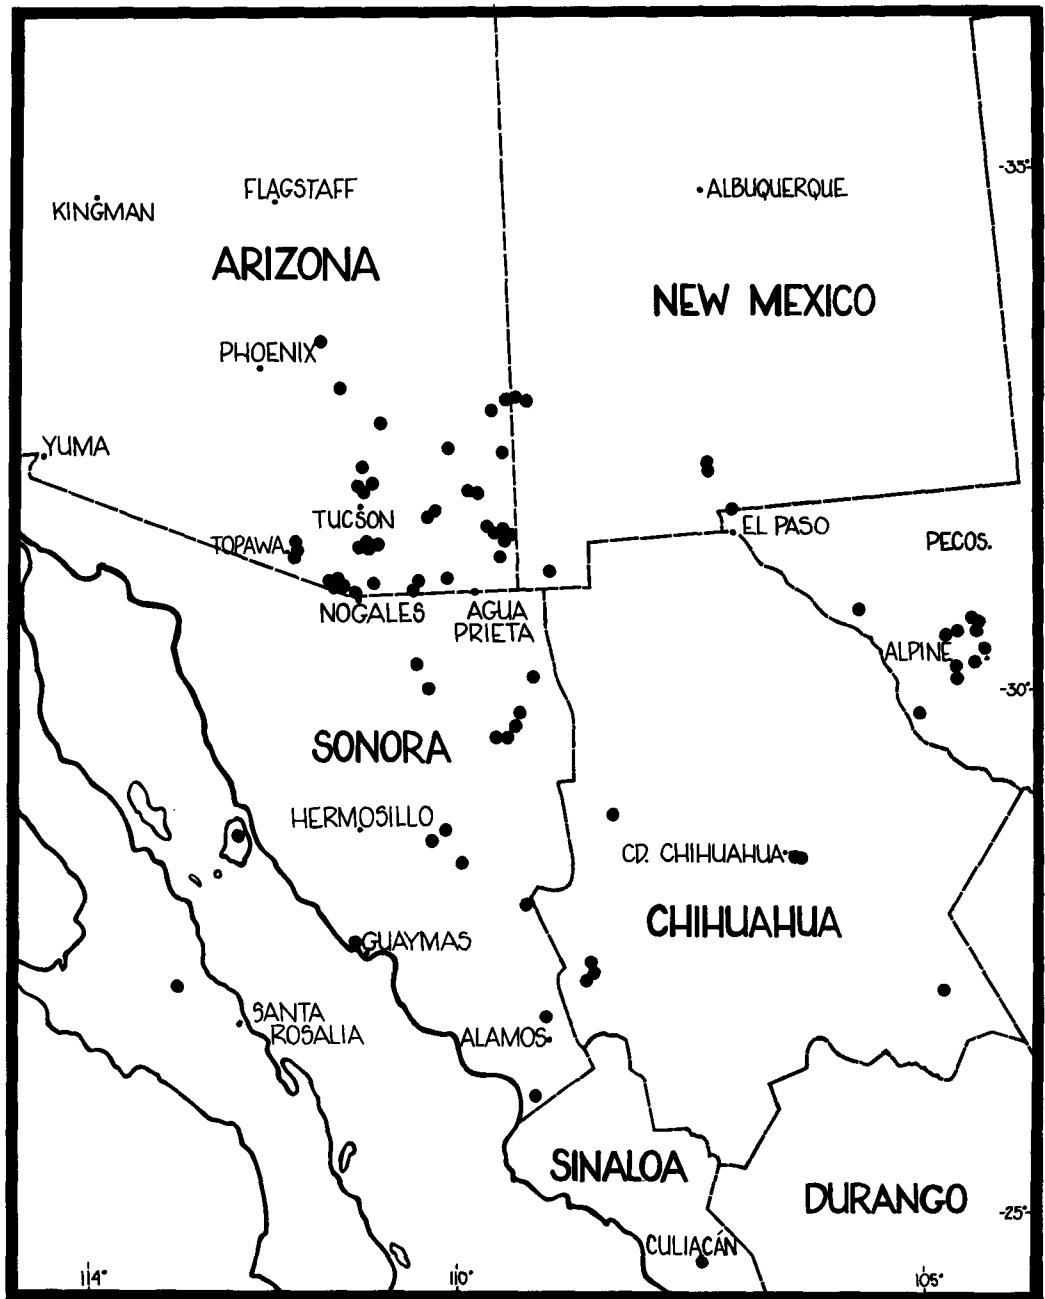 -35°
FLAGSTAFF
ALBUQUERQUE
KINGMAN
ARIZONA
NEW MEXICO
PHOENIX
YUMA
TUCSON
EL PASO
TOPAWA
PECOS.
NOGALES
AGUA
PRIETA
ALPINE
-30°
SONORA
HERMOSILLO
CD. CHIHUAHUA
CHIHUAHUA
GUAYMAS
SANTA
ROSALIA
ALAMOS
SINALOA
DURANGO
-25°
CULIACÁN
114°
110°
105°